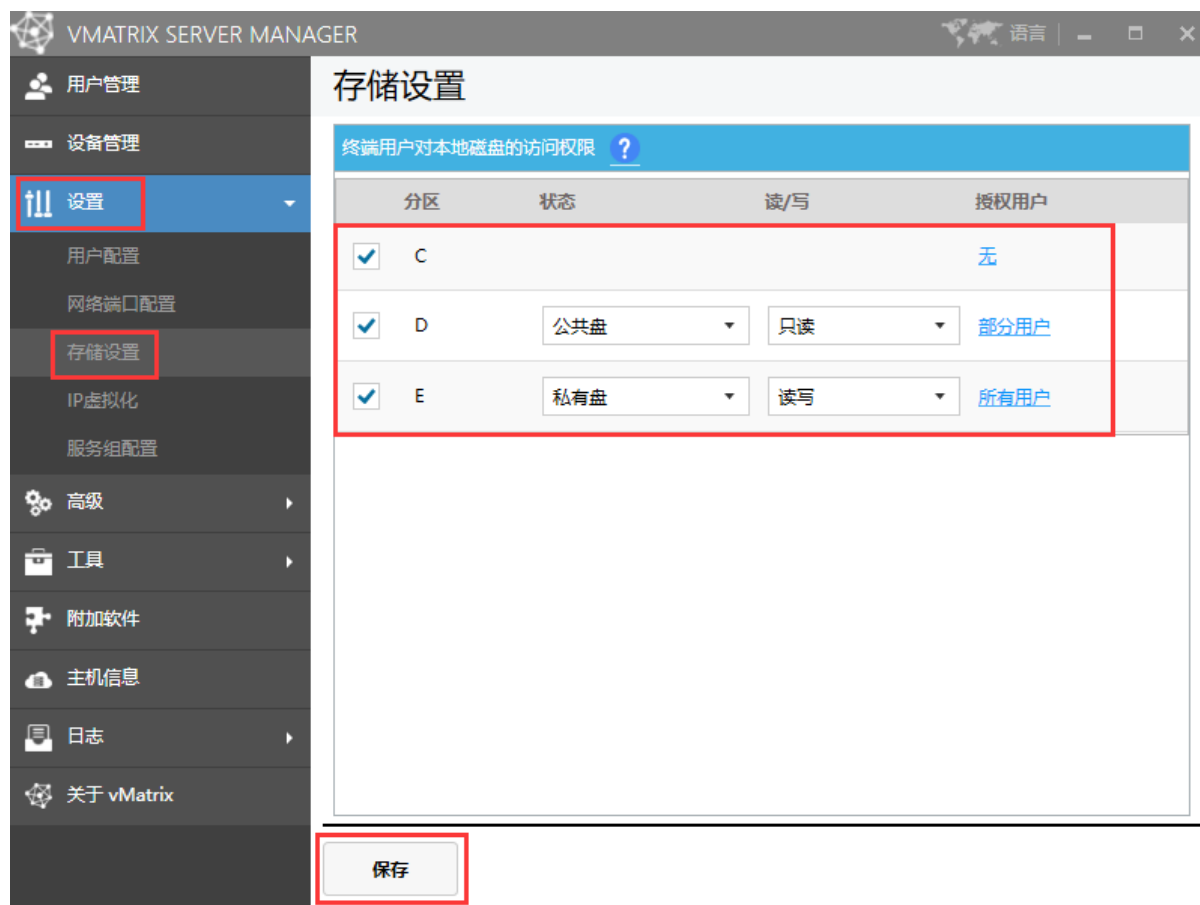 VMATRIX SERVER MANAGER
语言
用户管理
设备管理
设置
用户配置
网络端口配置
存储设置
IP虚拟化
服务组配置
高级
工具
附加软件
主机信息
日志
关于 vMatrix
存储设置
终端用户对本地磁盘的访问权限 ?
分区 状态 读/写 授权用户
C 无
D 公共盘 只读 部分用户
E 私有盘 读写 所有用户
保存